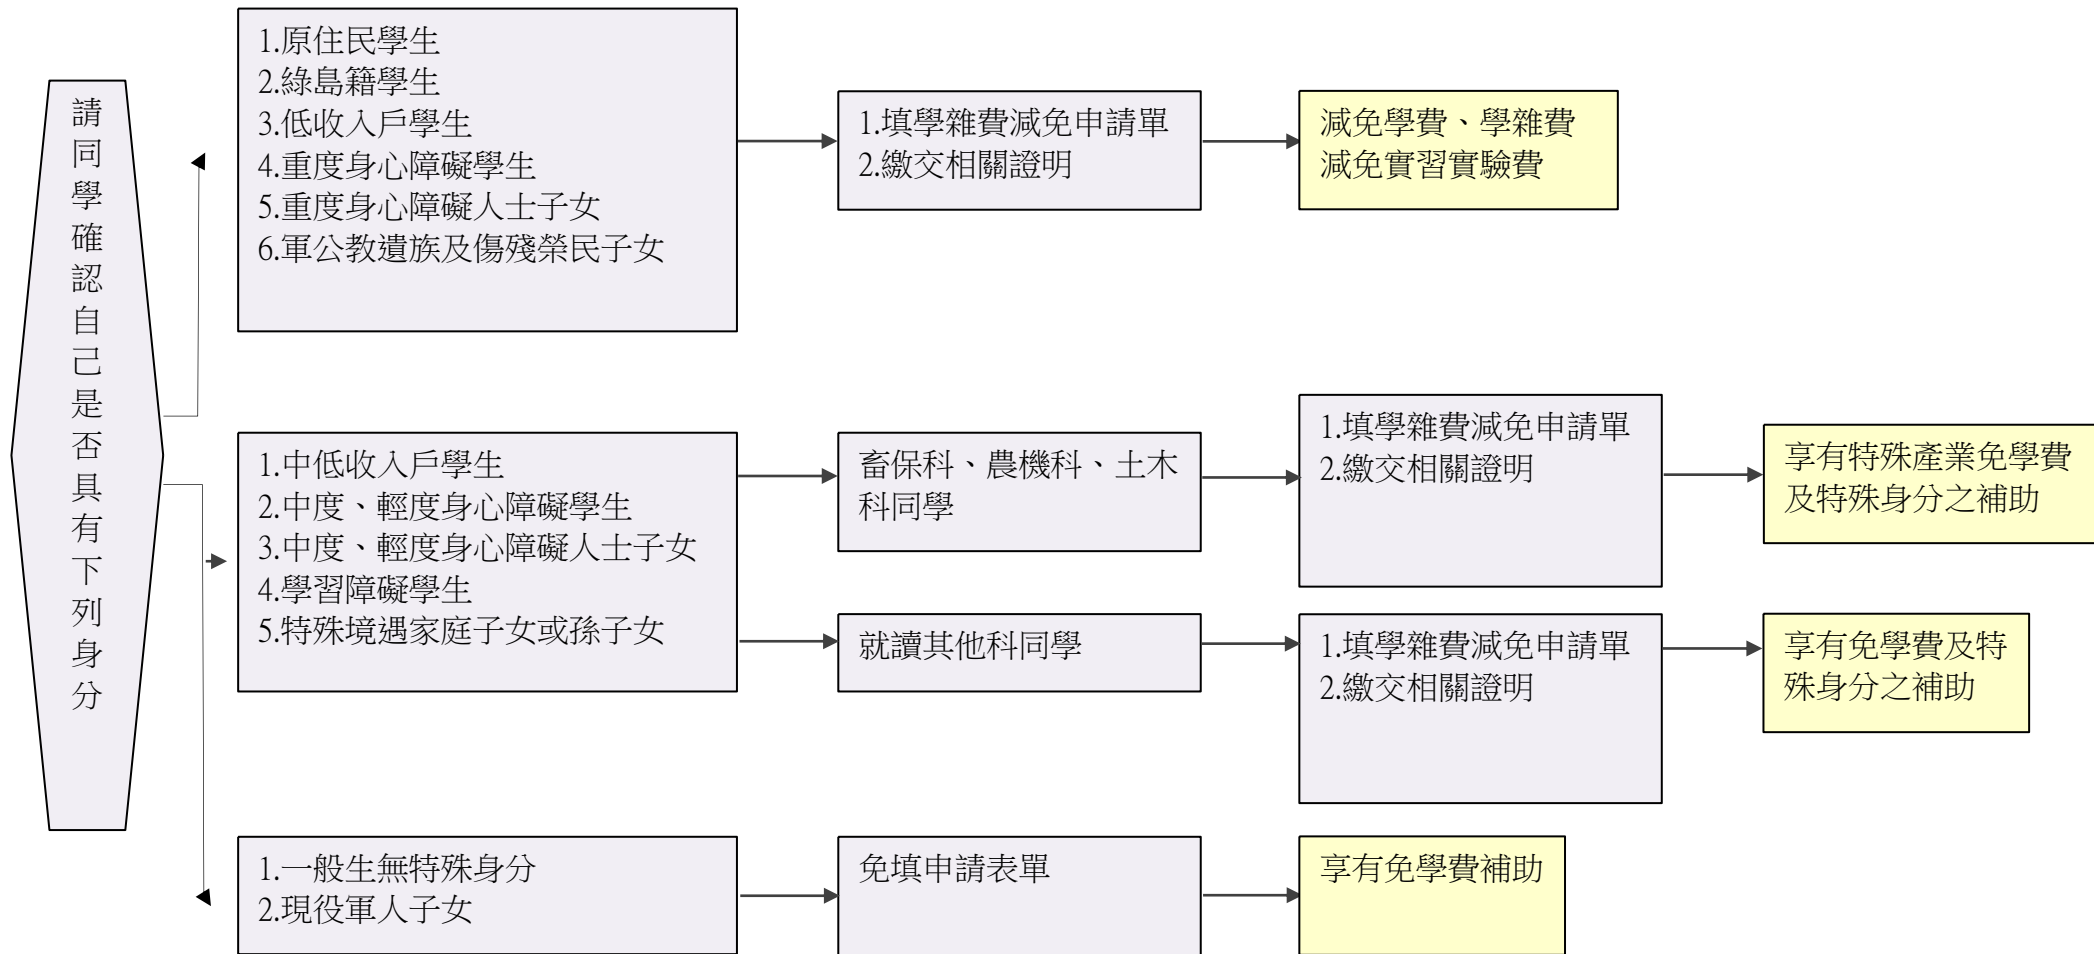 請同學確認自己是否具有下列身分
1.原住民學生
2.綠島籍學生
3.低收入戶學生
4.重度身心障礙學生
5.重度身心障礙人士子女
6.軍公教遺族及傷殘榮民子女
1.填學雜費減免申請單
2.繳交相關證明
減免學費、學雜費
減免實習實驗費
1.中低收入戶學生
2.中度、輕度身心障礙學生
3.中度、輕度身心障礙人士子女
4.學習障礙學生
5.特殊境遇家庭子女或孫子女
畜保科、農機科、土木
科同學
1.填學雜費減免申請單
2.繳交相關證明
享有特殊產業免學費
及特殊身分之補助
就讀其他科同學
1.填學雜費減免申請單
2.繳交相關證明
享有免學費及特
殊身分之補助
1.一般生無特殊身分
2.現役軍人子女
免填申請表單
享有免學費補助